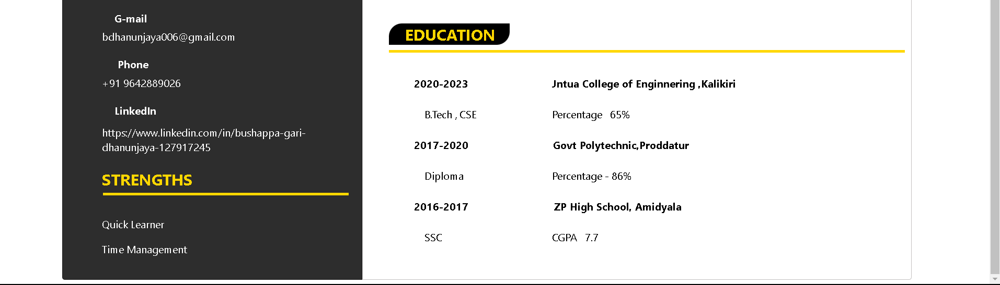 G-mail
bdhanunjaya006@gmail.com
Phone
+91 9642889026
LinkedIn
https://www.linkedin.com/in/bushappa-gari-
dhanunjaya-127917245
STRENGTHS
Quick Learner
Time Management
EDUCATION
2020-2023 Jntua College of Enginnering ,Kalikiri
B.Tech , CSE Percentage 65%
2017-2020 Govt Polytechnic,Proddatur
Diploma Percentage - 86%
2016-2017 ZP High School, Amidyala
SSC CGPA 7.7